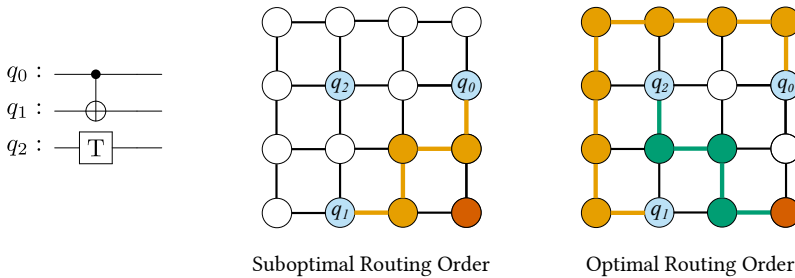 q0 :
q1 :
q2 :
T
q2
q0
q1
Suboptimal Routing Order
q2
q0
q1
Optimal Routing Order